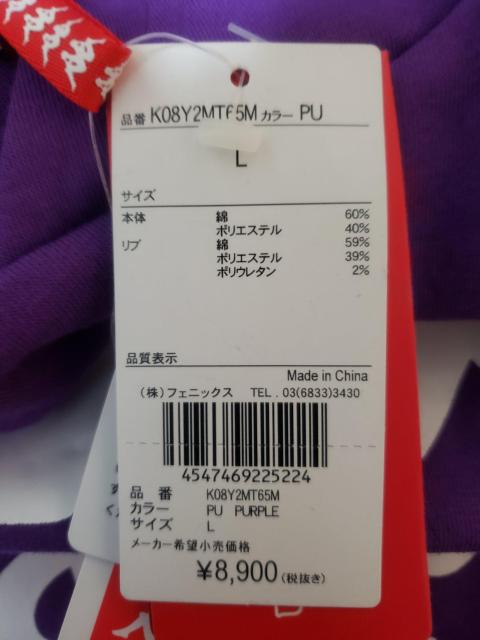 品番 K08Y2MT65M カラー PU
L
サイズ
本体 綿 60%
ポリエステル 40%
リブ 綿 59%
ポリエステル 39%
ポリウレタン 2%
品質表示
Made in China
(株)フェニックス TEL.03(6833)3430
4547469225224
品番 K08Y2MT65M
カラー PU PURPLE
サイズ L
メーカー希望小売価格
¥8,900(税抜き)